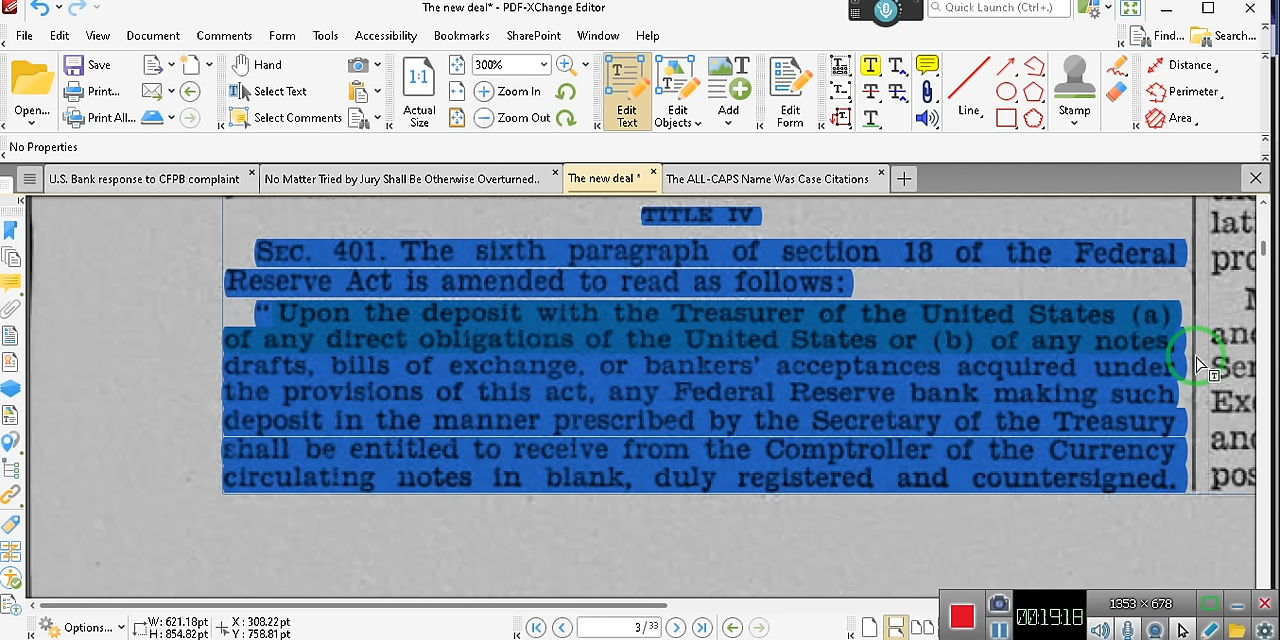 The new deal* - PDF-XChange Editor
Quick Launch (Ctrl+.)
File Edit View Document Comments Form Tools Accessibility Bookmarks SharePoint Window Help
Find... Search...
Open...
Save
Print...
Print All...
Hand
Select Text
Select Comments
1:1
Actual Size
300%
Zoom In
Zoom Out
Edit Text
Edit Objects
Add
Edit Form
Line
Stamp
Distance
Perimeter
Area
No Properties
U.S. Bank response to CFPB complaint
No Matter Tried by Jury Shall Be Otherwise Overturned..
The new deal *
The ALL-CAPS Name Was Case Citations
TITLE IV
SEC. 401. The sixth paragraph of section 18 of the Federal
Reserve Act is amended to read as follows:
“ Upon the deposit with the Treasurer of the United States (a)
of any direct obligations of the United States or (b) of any notes
drafts, bills of exchange, or bankers' acceptances acquired under
the provisions of this act, any Federal Reserve bank making such
deposit in the manner prescribed by the Secretary of the Treasury
shall be entitled to receive from the Comptroller of the Currency
circulating notes in blank, duly registered and countersigned.
Options...
W: 621.18pt
H: 854.82pt
X: 308.22pt
Y: 758.81pt
3 / 33
00:19:18
1353 × 678